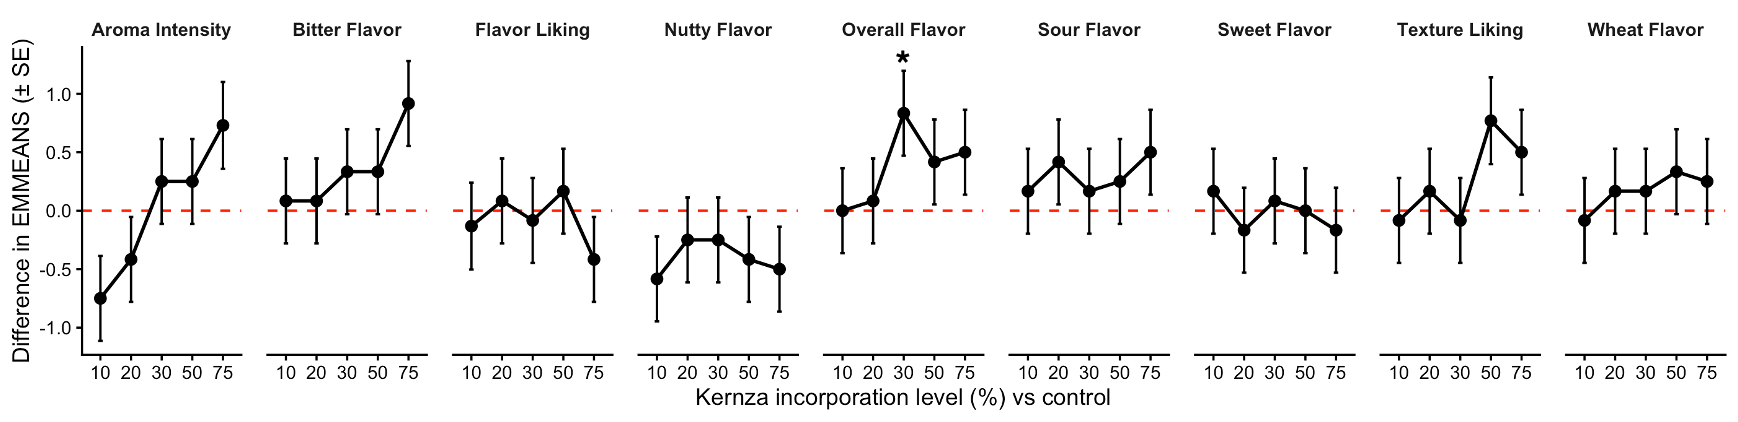 Aroma Intensity Bitter Flavor Flavor Liking Nutty Flavor Overall Flavor Sour Flavor Sweet Flavor Texture Liking Wheat Flavor
*
Difference in EMMEANS (± SE)
1.0
0.5
0.0
-0.5
-1.0
10 20 30 50 75 10 20 30 50 75 10 20 30 50 75 10 20 30 50 75 10 20 30 50 75 10 20 30 50 75 10 20 30 50 75 10 20 30 50 75 10 20 30 50 75
Kernza incorporation level (%) vs control